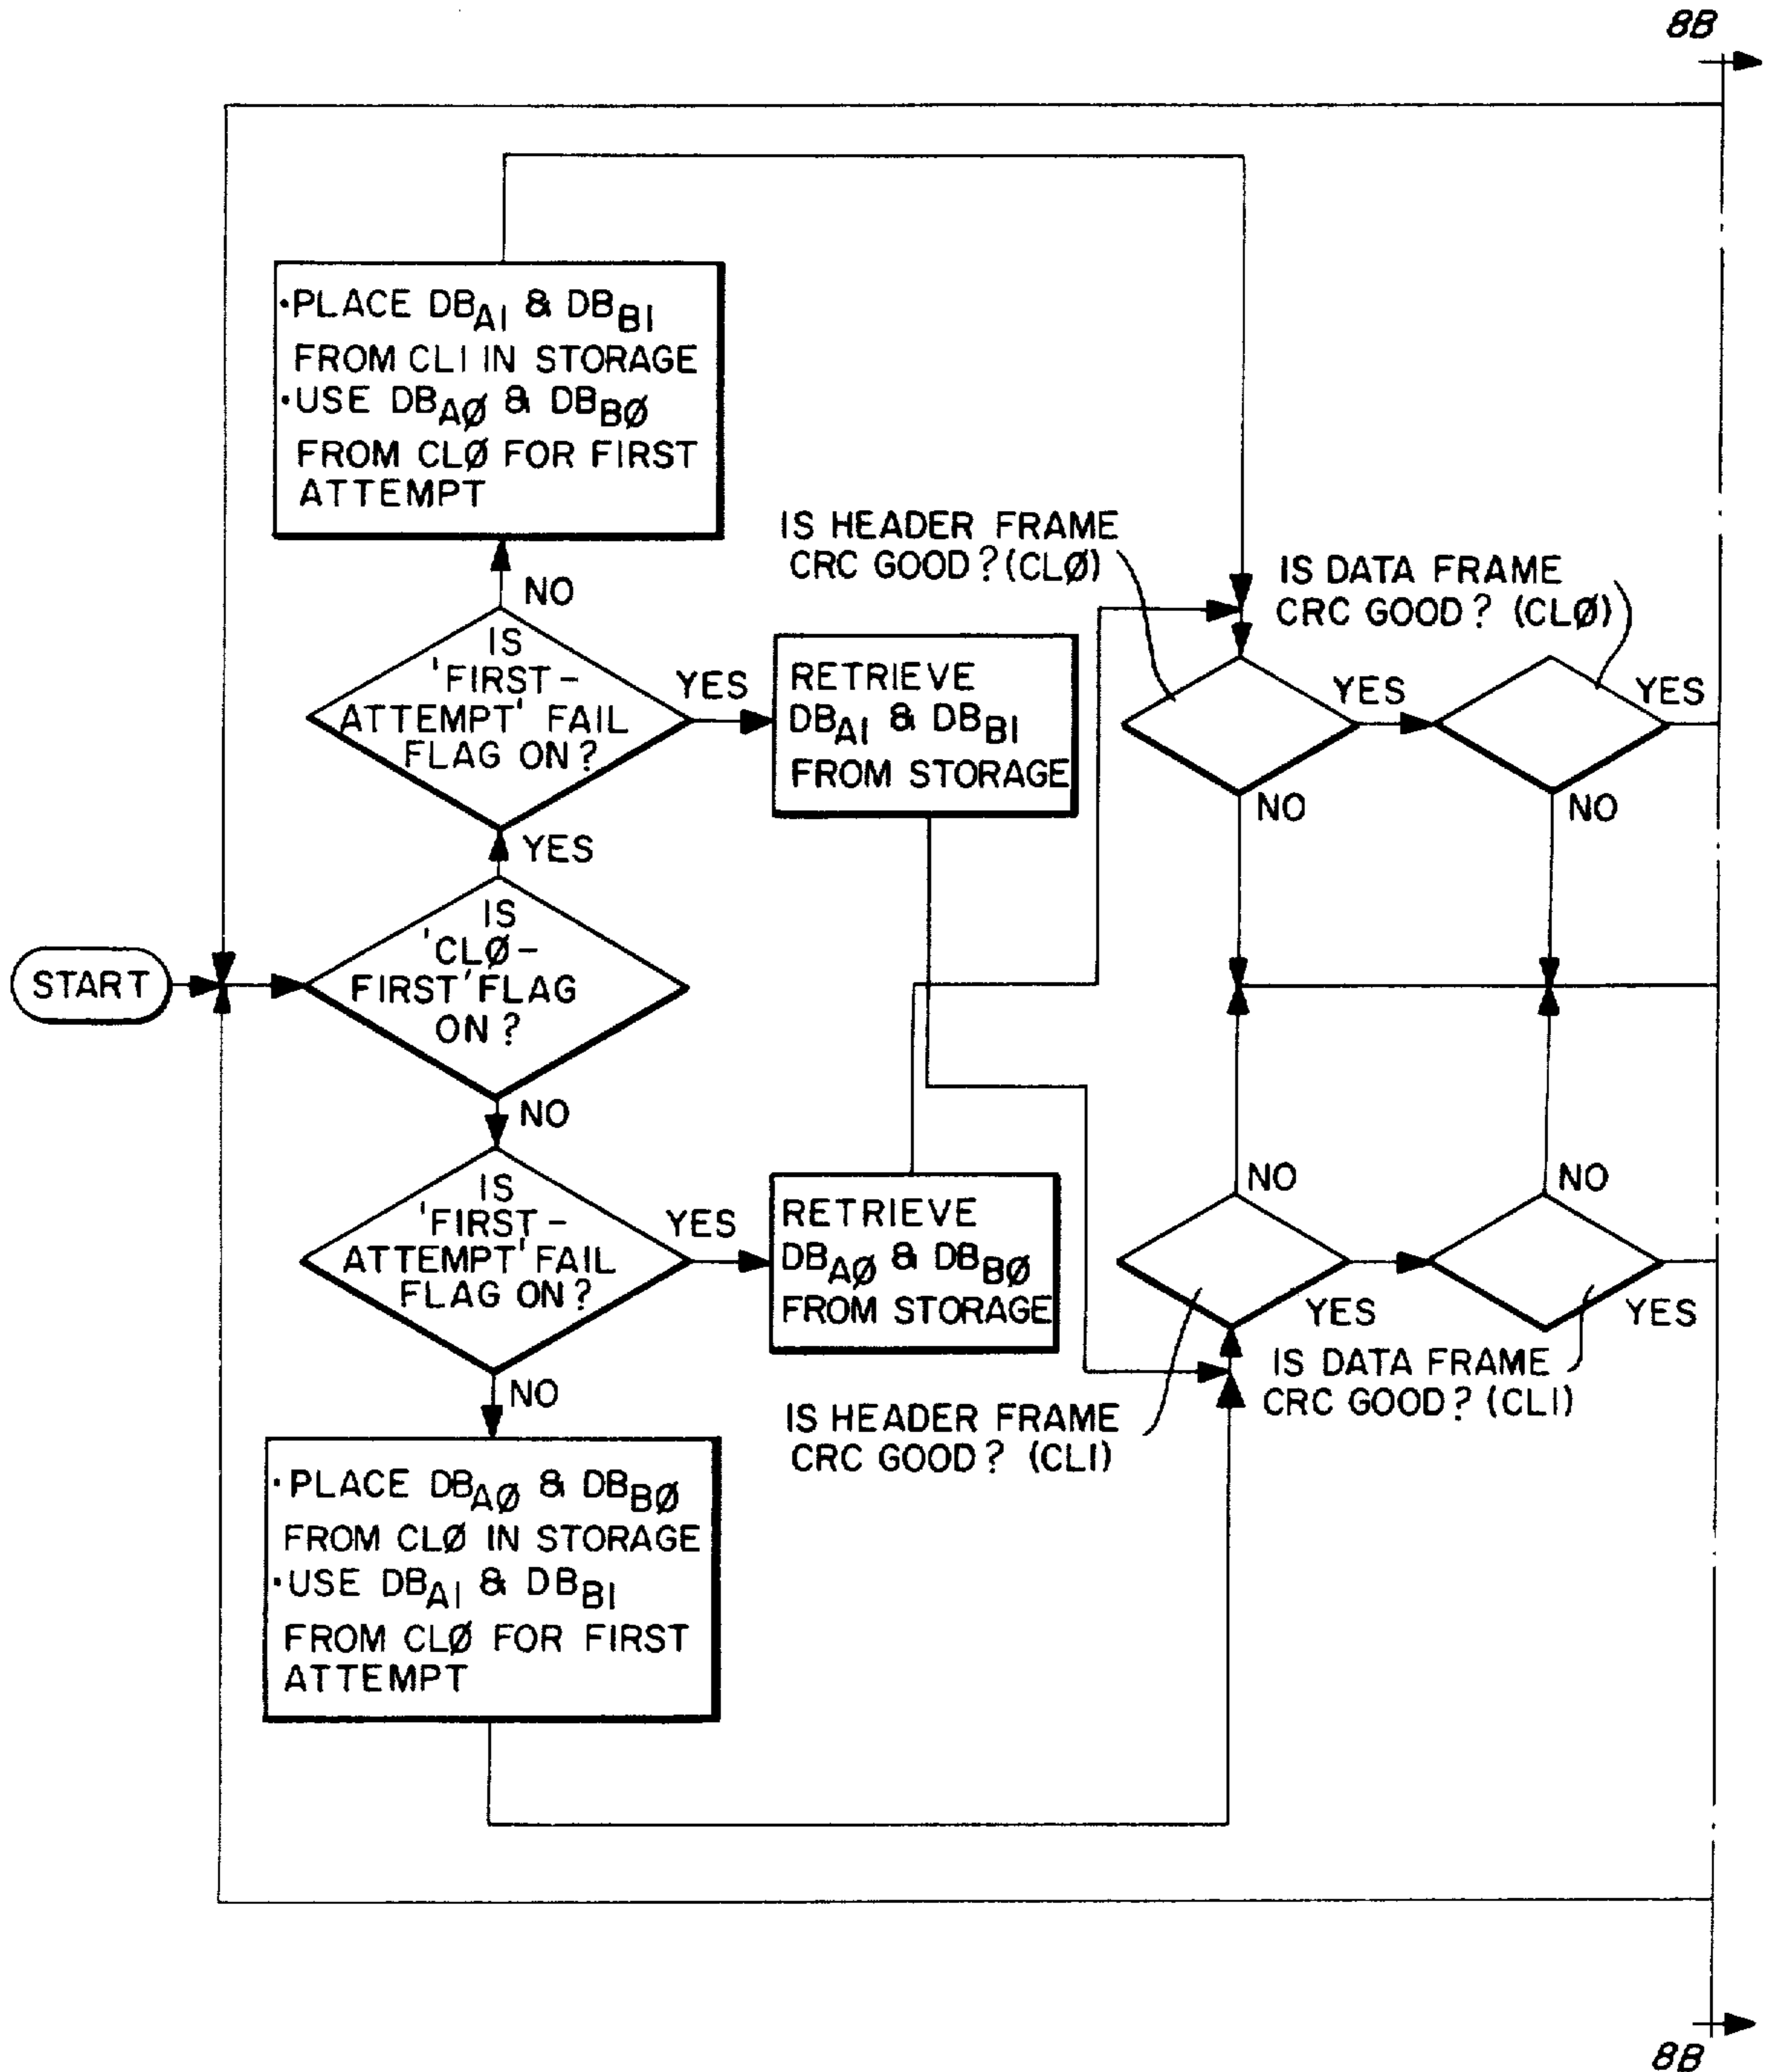 8B
·PLACE DBA1 & DBB1
FROM CL1 IN STORAGE
·USE DBAØ & DBBØ
FROM CLØ FOR FIRST
ATTEMPT
NO
IS
'FIRST-
ATTEMPT' FAIL
FLAG ON?
YES
RETRIEVE
DBA1 & DBB1
FROM STORAGE
IS HEADER FRAME
CRC GOOD? (CLØ)
IS DATA FRAME
CRC GOOD? (CLØ)
YES
YES
NO
NO
YES
START
IS
'CLØ-
FIRST' FLAG
ON?
NO
IS
'FIRST-
ATTEMPT' FAIL
FLAG ON?
YES
RETRIEVE
DBAØ & DBBØ
FROM STORAGE
NO
NO
YES
YES
IS HEADER FRAME
CRC GOOD? (CL1)
IS DATA FRAME
CRC GOOD? (CL1)
NO
·PLACE DBAØ & DBBØ
FROM CLØ IN STORAGE
·USE DBA1 & DBB1
FROM CLØ FOR FIRST
ATTEMPT
8B